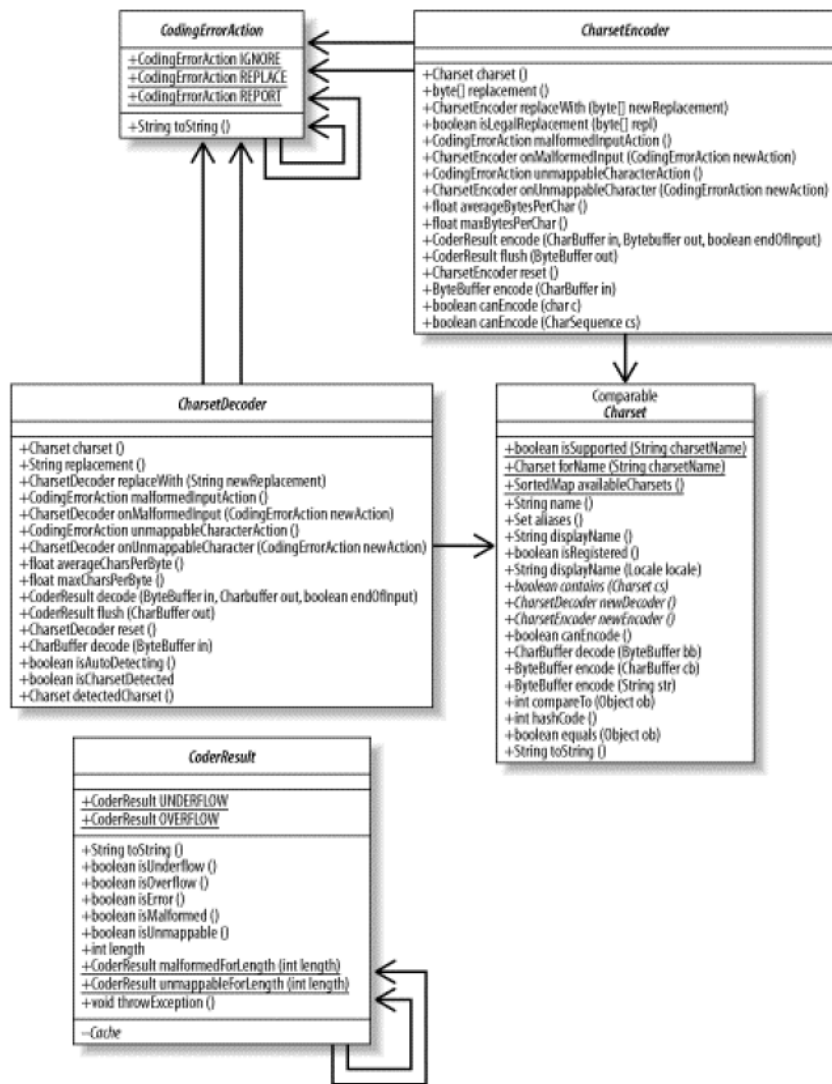 CodingErrorAction
+CodingErrorAction IGNORE
+CodingErrorAction REPLACE
+CodingErrorAction REPORT
+String toString ()
CharsetEncoder
+Charset charset ()
+byte[] replacement ()
+CharsetEncoder replaceWith (byte[] newReplacement)
+boolean isLegalReplacement (byte[] repl)
+CodingErrorAction malformedInputAction ()
+CharsetEncoder onMalformedInput (CodingErrorAction newAction)
+CodingErrorAction unmappableCharacterAction ()
+CharsetEncoder onUnmappableCharacter (CodingErrorAction newAction)
+float averageBytesPerChar ()
+float maxBytesPerChar ()
+CoderResult encode (CharBuffer in, Bytebuffer out, boolean endOfInput)
+CoderResult flush (ByteBuffer out)
+CharsetEncoder reset ()
+ByteBuffer encode (CharBuffer in)
+boolean canEncode (char c)
+boolean canEncode (CharSequence cs)
CharsetDecoder
+Charset charset ()
+String replacement ()
+CharsetDecoder replaceWith (String newReplacement)
+CodingErrorAction malformedInputAction ()
+CharsetDecoder onMalformedInput (CodingErrorAction newAction)
+CodingErrorAction unmappableCharacterAction ()
+CharsetDecoder onUnmappableCharacter (CodingErrorAction newAction)
+float averageCharsPerByte ()
+float maxCharsPerByte ()
+CoderResult decode (ByteBuffer in, Charbuffer out, boolean endOfInput)
+CoderResult flush (CharBuffer out)
+CharsetDecoder reset ()
+CharBuffer decode (ByteBuffer in)
+boolean isAutoDetecting ()
+boolean isCharsetDetected
+Charset detectedCharset ()
Comparable
Charset
+boolean isSupported (String charsetName)
+Charset forName (String charsetName)
+SortedMap availableCharsets ()
+String name ()
+Set aliases ()
+String displayName ()
+boolean isRegistered ()
+String displayName (Locale locale)
+boolean contains (Charset cs)
+CharsetDecoder newDecoder ()
+CharsetEncoder newEncoder ()
+boolean canEncode ()
+CharBuffer decode (ByteBuffer bb)
+ByteBuffer encode (CharBuffer cb)
+ByteBuffer encode (String str)
+int compareTo (Object ob)
+int hashCode ()
+boolean equals (Object ob)
+String toString ()
CoderResult
+CoderResult UNDERFLOW
+CoderResult OVERFLOW
+String toString ()
+boolean isUnderflow ()
+boolean isOverflow ()
+boolean isError ()
+boolean isMalformed ()
+boolean isUnmappable ()
+int length
+CoderResult malformedForLength (int length)
+CoderResult unmappableForLength (int length)
+void throwException ()
--Cache